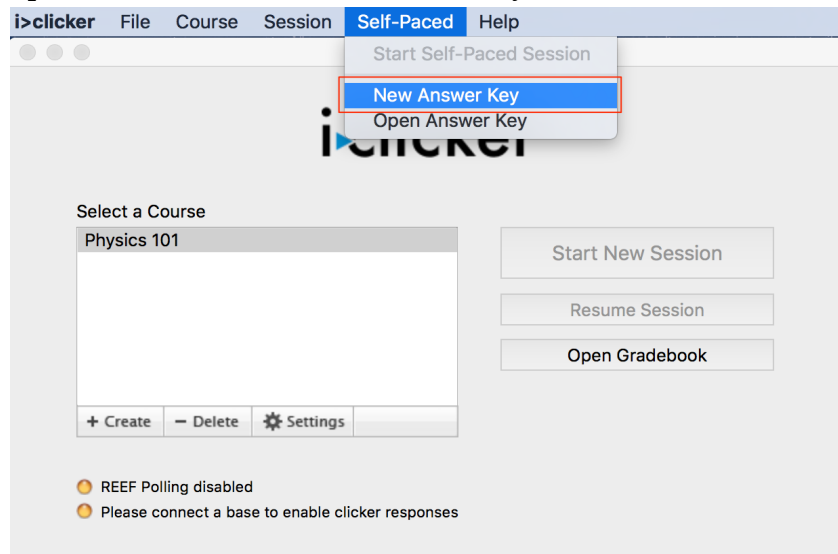 i>clicker File Course Session Self-Paced Help
Start Self-Paced Session
New Answer Key
Open Answer Key
Select a Course
Physics 101
Start New Session
Resume Session
Open Gradebook
+ Create − Delete Settings
REEF Polling disabled
Please connect a base to enable clicker responses